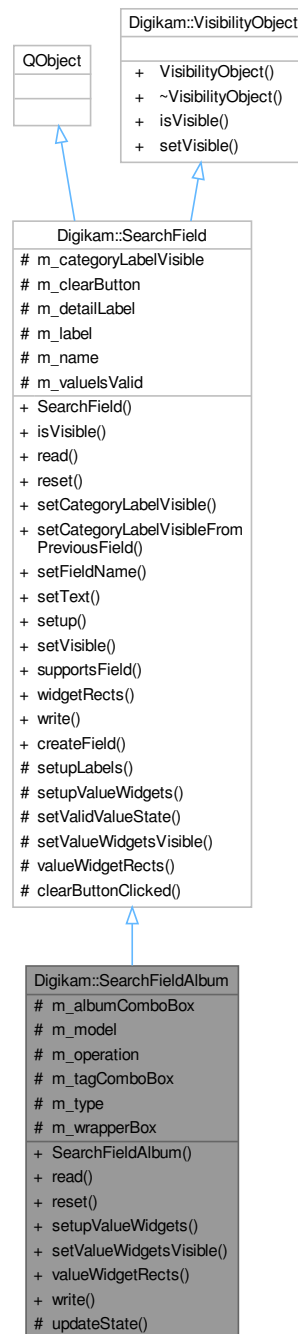 Digikam::VisibilityObject
+ VisibilityObject()
+ ~VisibilityObject()
+ isVisible()
+ setVisible()
QObject
Digikam::SearchField
# m_categoryLabelVisible
# m_clearButton
# m_detailLabel
# m_label
# m_name
# m_valueIsValid
+ SearchField()
+ isVisible()
+ read()
+ reset()
+ setCategoryLabelVisible()
+ setCategoryLabelVisibleFrom
PreviousField()
+ setFieldName()
+ setText()
+ setup()
+ setVisible()
+ supportsField()
+ widgetRects()
+ write()
+ createField()
# setupLabels()
# setupValueWidgets()
# setValidValueState()
# setValueWidgetsVisible()
# valueWidgetRects()
# clearButtonClicked()
Digikam::SearchFieldAlbum
# m_albumComboBox
# m_model
# m_operation
# m_tagComboBox
# m_type
# m_wrapperBox
+ SearchFieldAlbum()
+ read()
+ reset()
+ setupValueWidgets()
+ setValueWidgetsVisible()
+ valueWidgetRects()
+ write()
# updateState()